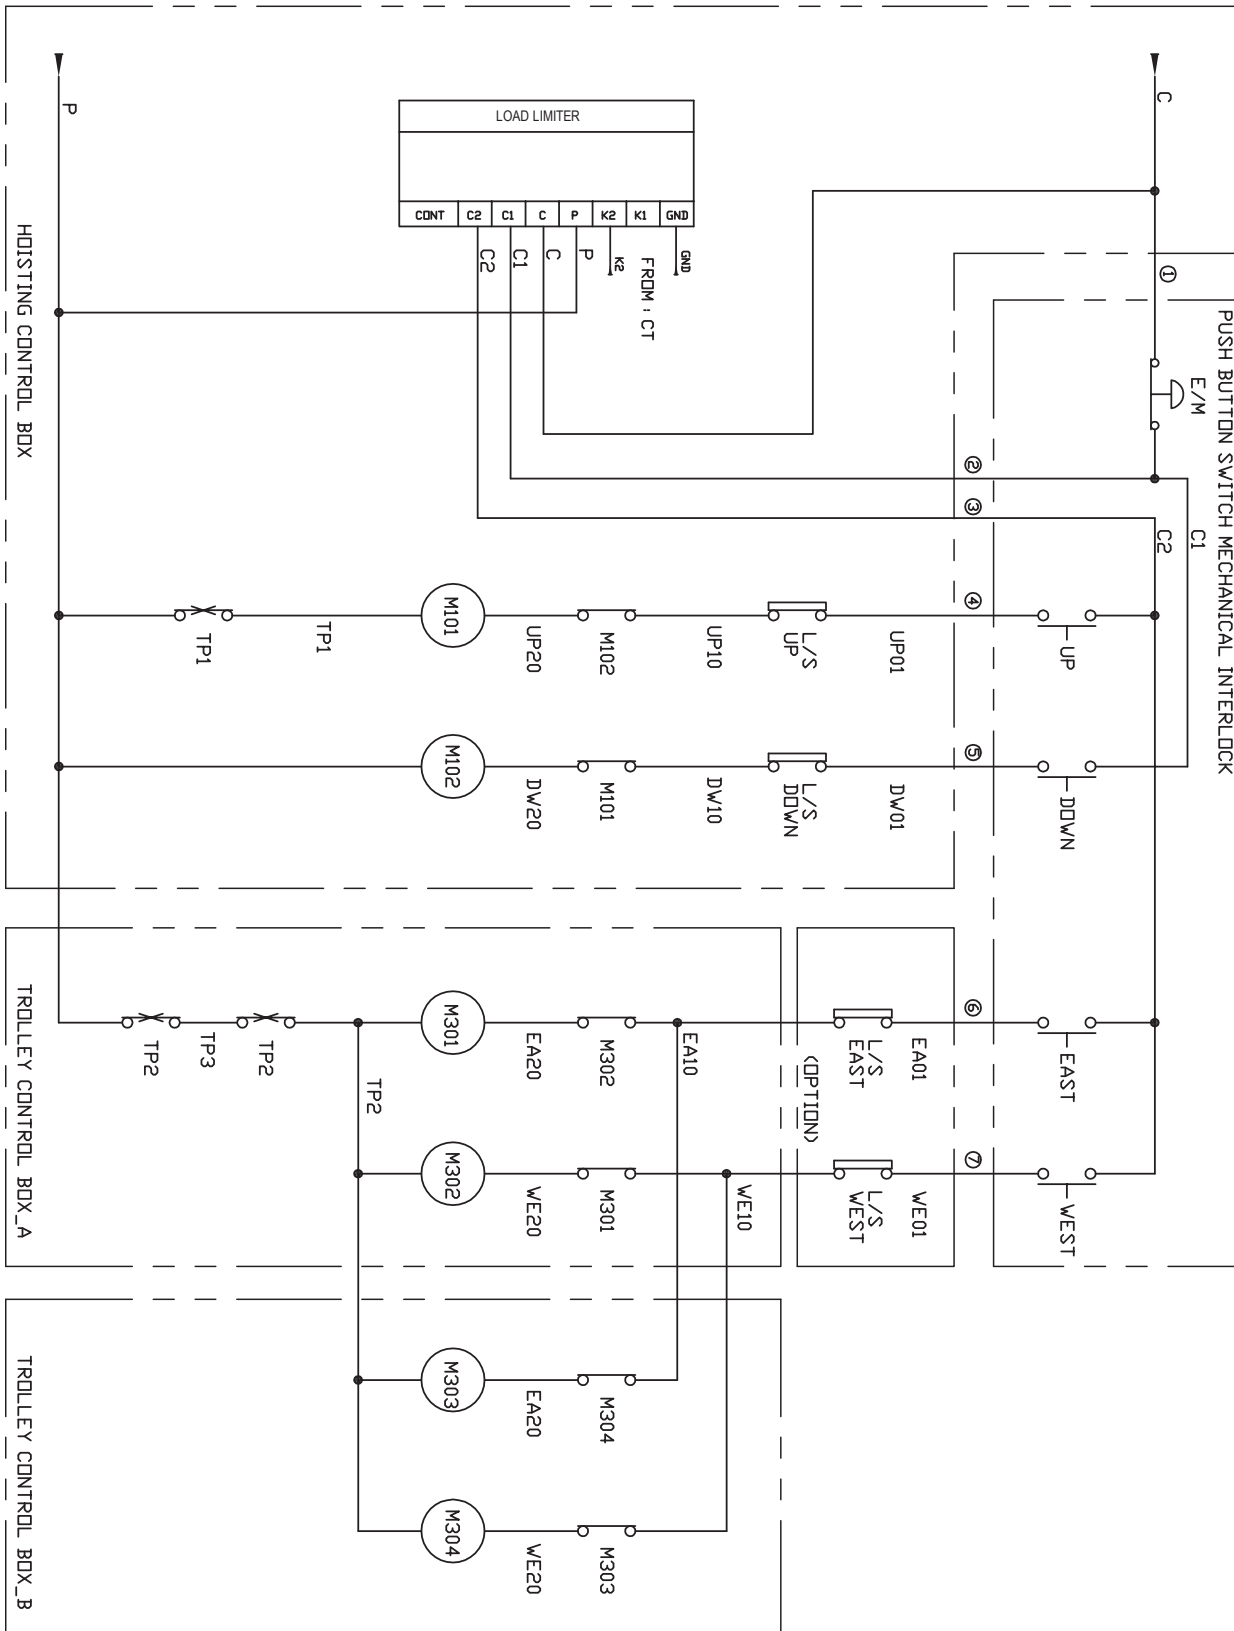 LOAD LIMITER
CONT C2 C1 C P K2 K1 GND
C2
C1
C
P
K2
FROM : CT
GND
P
C
①
E/M
PUSH BUTTON SWITCH MECHANICAL INTERLOCK
HOISTING CONTROL BOX
②
③
C2
C1
TP1
TP1
M101
UP20
M102
UP10
L/S
UP
UP01
④
UP
M102
DW20
M101
DW10
L/S
DOWN
DW01
⑤
DOWN
TROLLEY CONTROL BOX_A
TP2
TP3
TP2
TP2
M301
EA20
M302
EA10
(OPTION)
L/S
EAST
EA01
⑥
EAST
M302
WE20
M301
WE10
L/S
WEST
WE01
⑦
WEST
TROLLEY CONTROL BOX_B
M303
EA20
M304
M304
WE20
M303